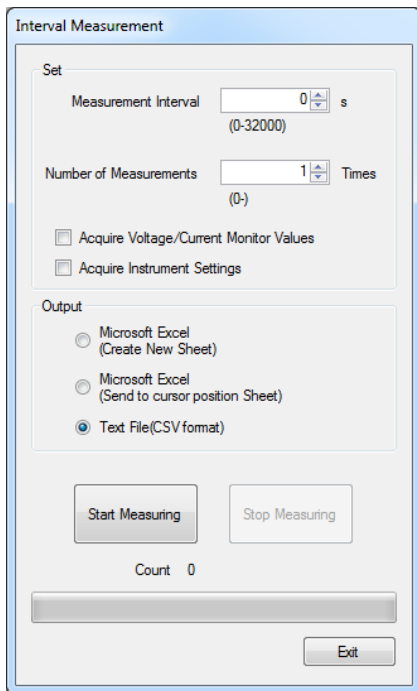 Interval Measurement
Set
Measurement Interval 0 s
(0-32000)
Number of Measurements 1 Times
(0-)
Acquire Voltage/Current Monitor Values
Acquire Instrument Settings
Output
Microsoft Excel
(Create New Sheet)
Microsoft Excel
(Send to cursor position Sheet)
Text File(CSV format)
Start Measuring Stop Measuring
Count 0
Exit